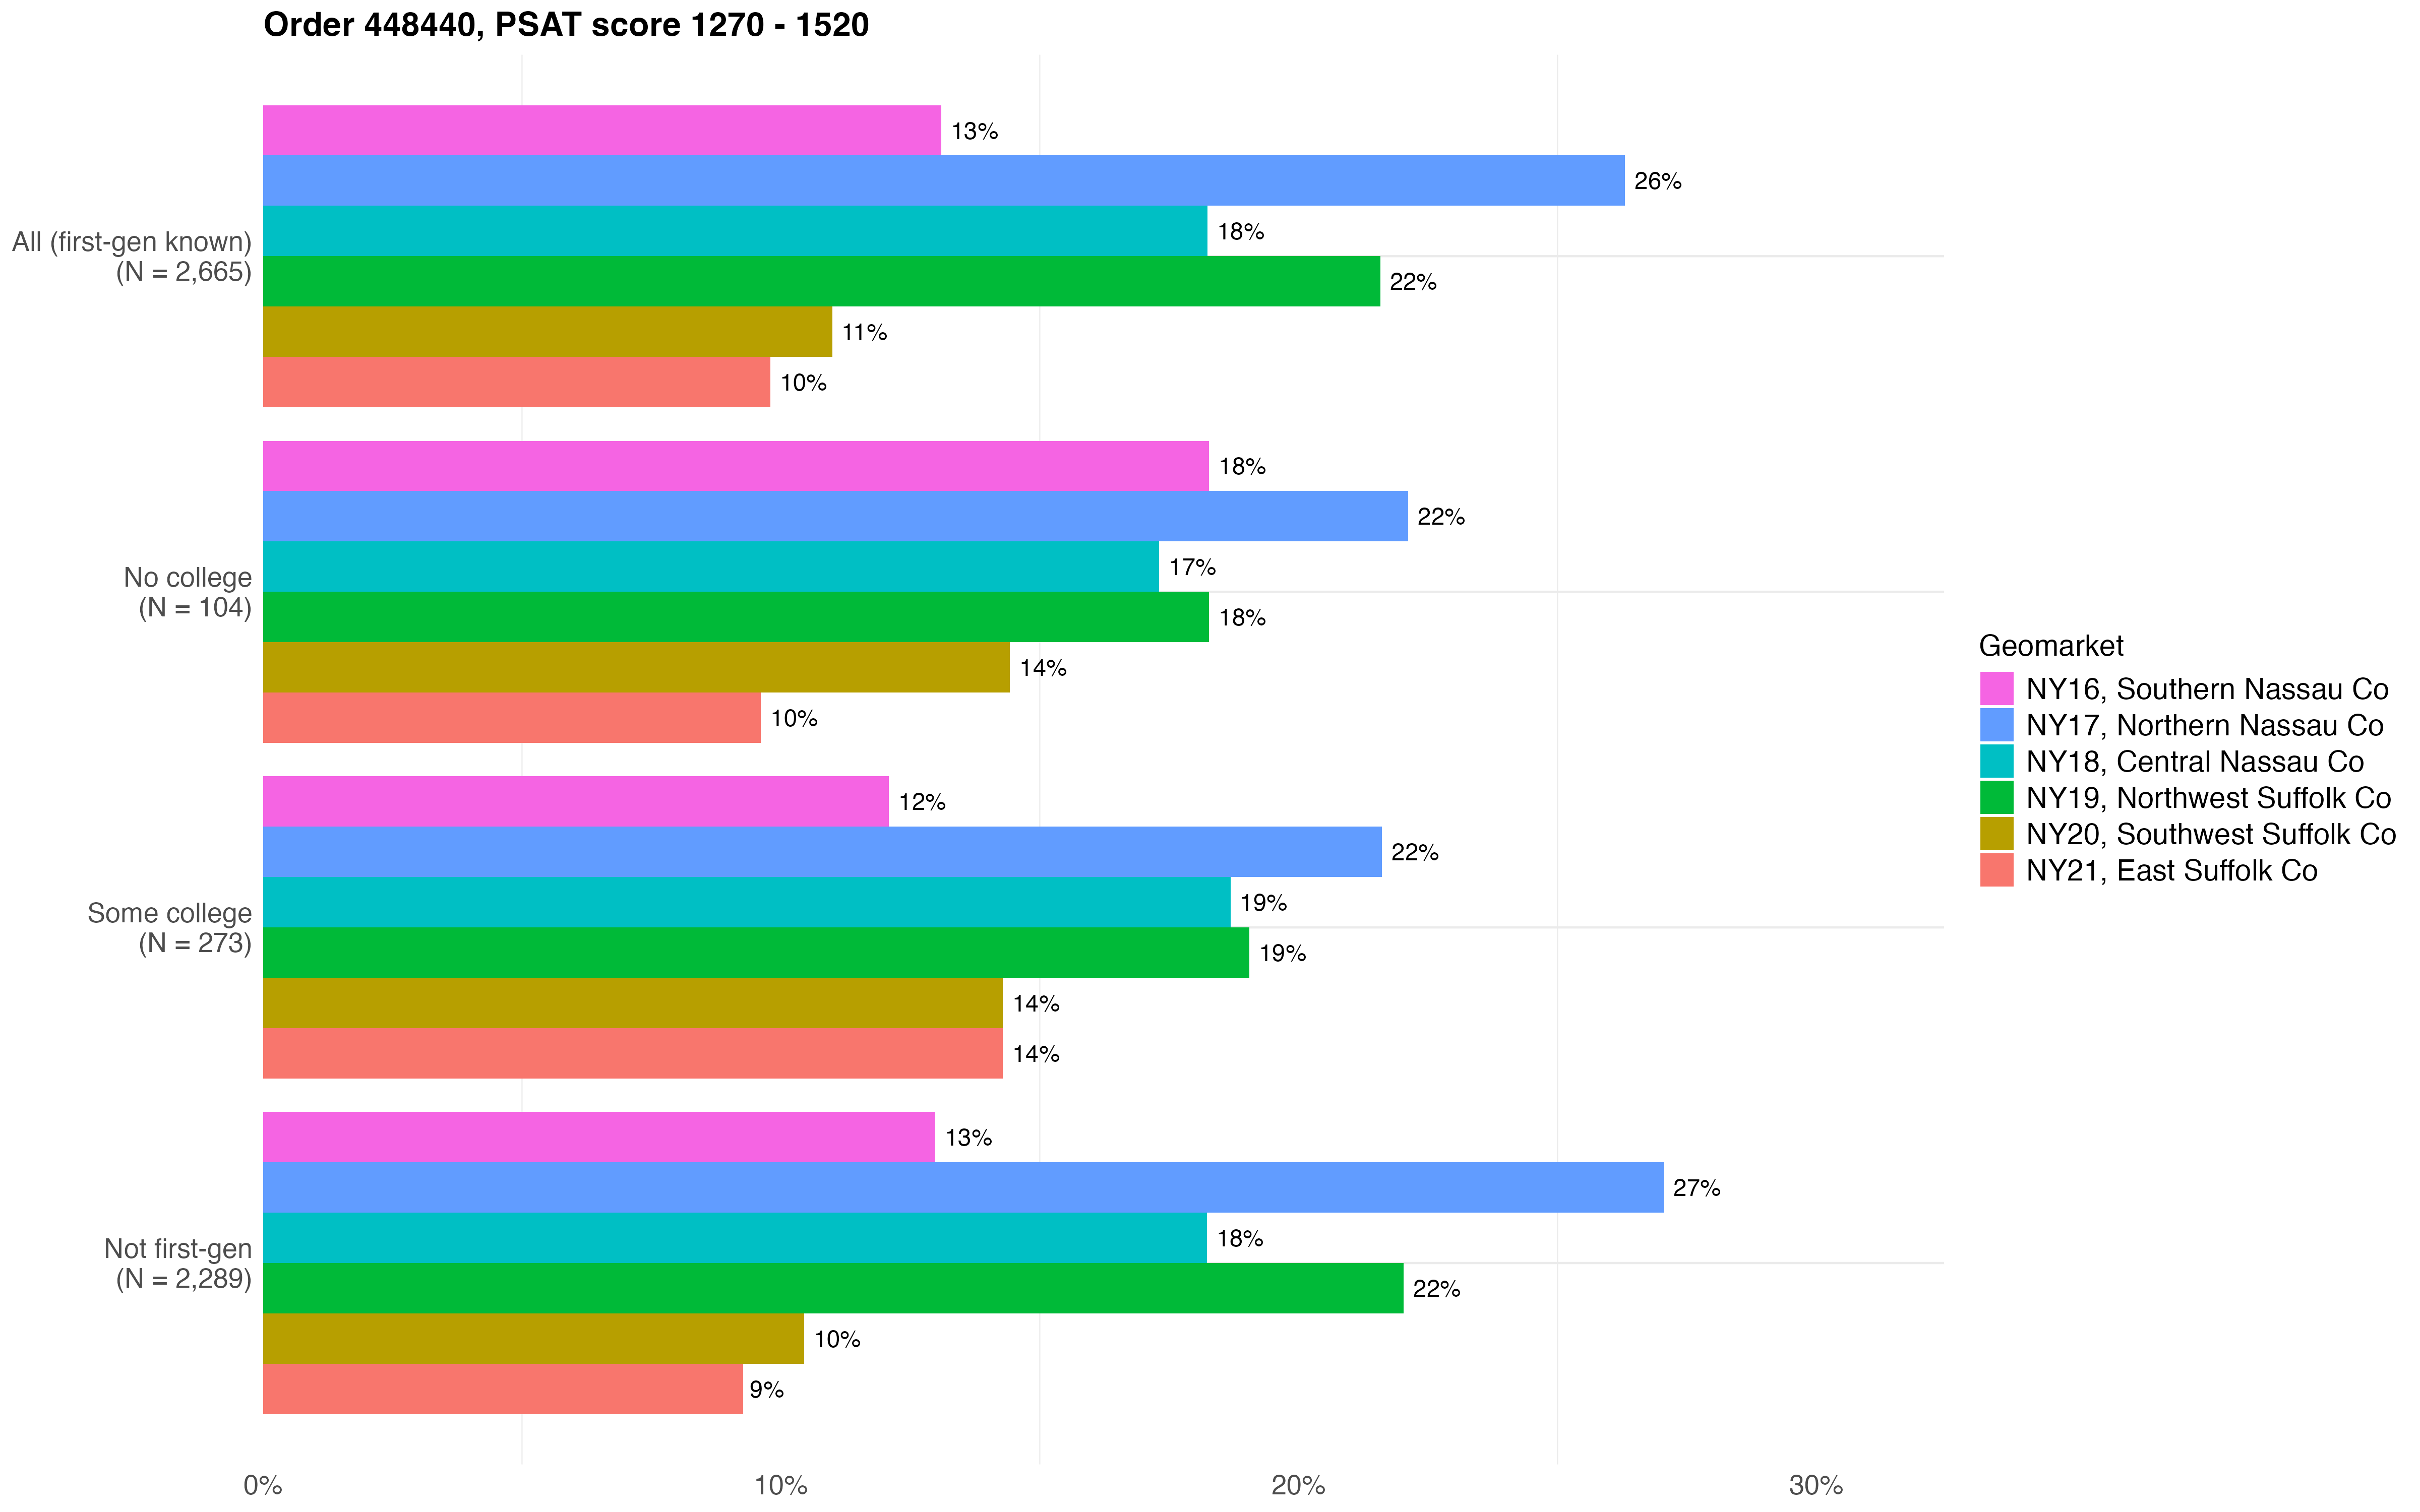 Order 448440, PSAT score 1270 - 1520
All (first-gen known)
(N = 2,665)
13%
26%
18%
22%
11%
10%
No college
(N = 104)
18%
22%
17%
18%
14%
10%
Some college
(N = 273)
12%
22%
19%
19%
14%
14%
Not first-gen
(N = 2,289)
13%
27%
18%
22%
10%
9%
0%
10%
20%
30%
Geomarket
NY16, Southern Nassau Co
NY17, Northern Nassau Co
NY18, Central Nassau Co
NY19, Northwest Suffolk Co
NY20, Southwest Suffolk Co
NY21, East Suffolk Co